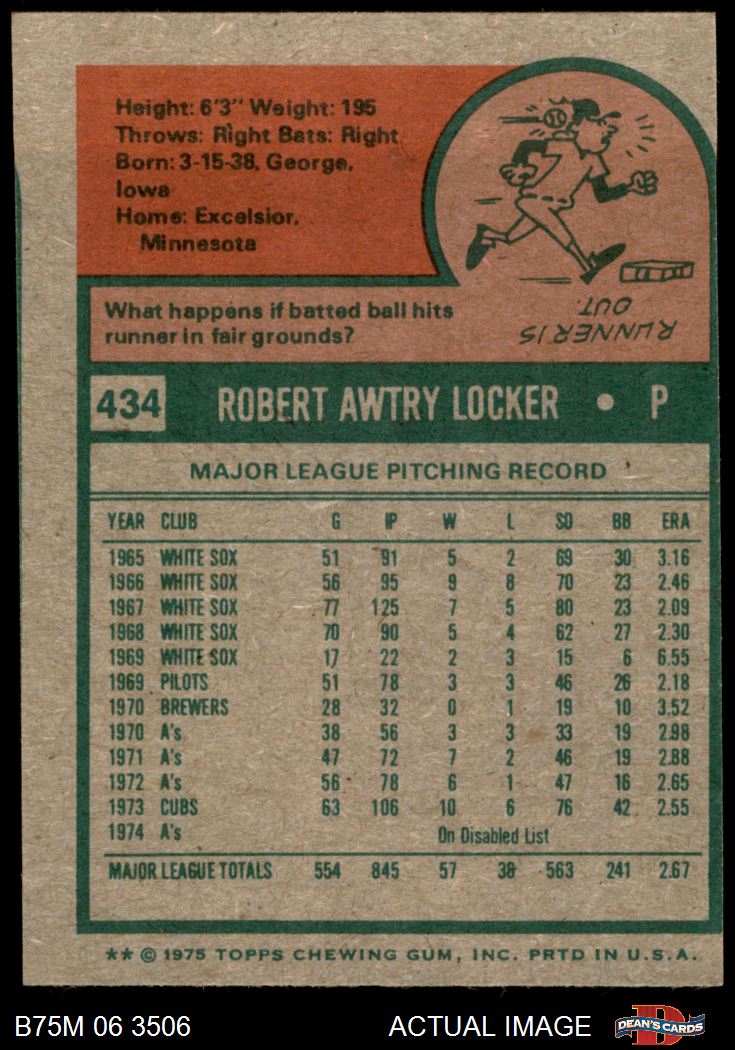 Height: 6'3" Weight: 195
Throws: Right Bats: Right
Born: 3-15-38, George,
Iowa
Home: Excelsior,
Minnesota
What happens if batted ball hits
runner in fair grounds?
RUNNER IS
OUT.
434 ROBERT AWTRY LOCKER • P
MAJOR LEAGUE PITCHING RECORD
YEAR CLUB G IP W L SO BB ERA
1965 WHITE SOX 51 91 5 2 69 30 3.16
1966 WHITE SOX 56 95 9 8 70 23 2.46
1967 WHITE SOX 77 125 7 5 80 23 2.09
1968 WHITE SOX 70 90 5 4 62 27 2.30
1969 WHITE SOX 17 22 2 3 15 6 6.55
1969 PILOTS 51 78 3 3 46 26 2.18
1970 BREWERS 28 32 0 1 19 10 3.52
1970 A's 38 56 3 3 33 19 2.98
1971 A's 47 72 7 2 46 19 2.88
1972 A's 56 78 6 1 47 16 2.65
1973 CUBS 63 106 10 6 76 42 2.55
1974 A's On Disabled List
MAJOR LEAGUE TOTALS 554 845 57 38 563 241 2.67
** © 1975 TOPPS CHEWING GUM, INC. PRTD IN U.S.A.
B75M 06 3506 ACTUAL IMAGE DEAN'S CARDS